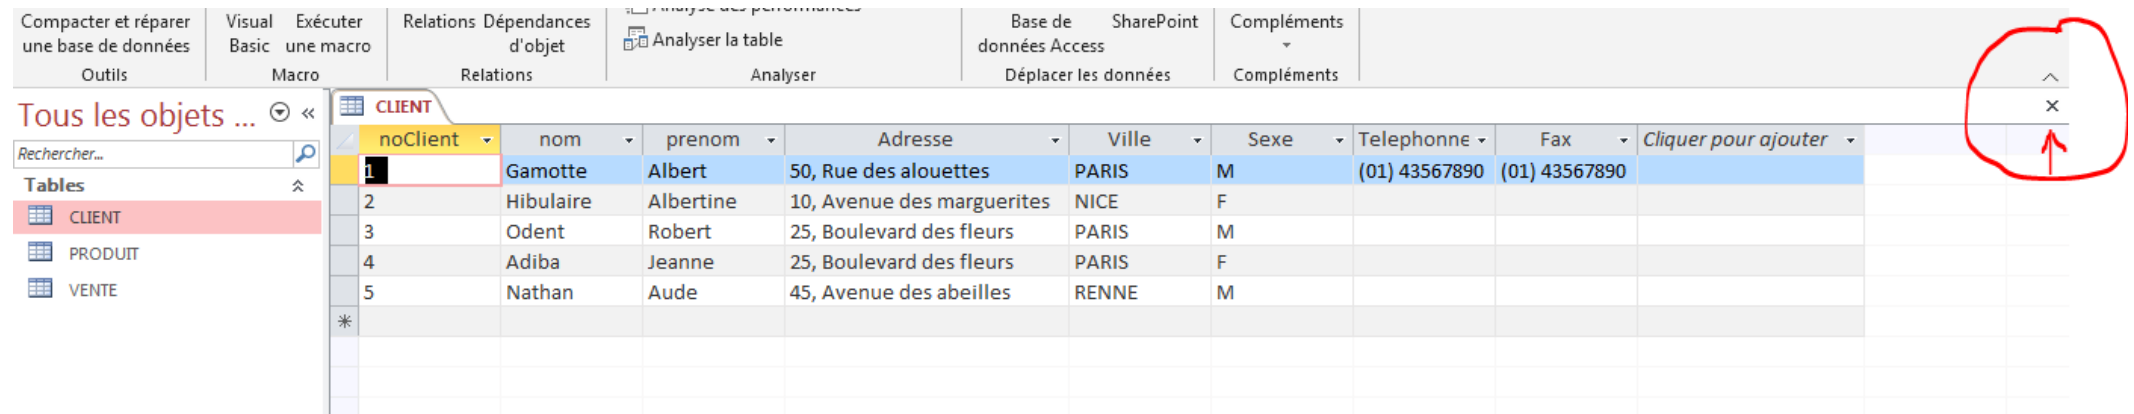 Analyse des performances
Compacter et réparer Visual Exécuter Relations Dépendances Base de SharePoint Compléments
une base de données Basic une macro d'objet Analyser la table données Access
Outils Macro Relations Analyser Déplacer les données Compléments
Tous les objets ... «
CLIENT
noClient nom prenom Adresse Ville Sexe Telephonne Fax Cliquer pour ajouter
Rechercher...
1 Gamotte Albert 50, Rue des alouettes PARIS M (01) 43567890 (01) 43567890
Tables
2 Hibulaire Albertine 10, Avenue des marguerites NICE F
CLIENT
3 Odent Robert 25, Boulevard des fleurs PARIS M
PRODUIT
4 Adiba Jeanne 25, Boulevard des fleurs PARIS F
VENTE
5 Nathan Aude 45, Avenue des abeilles RENNE M